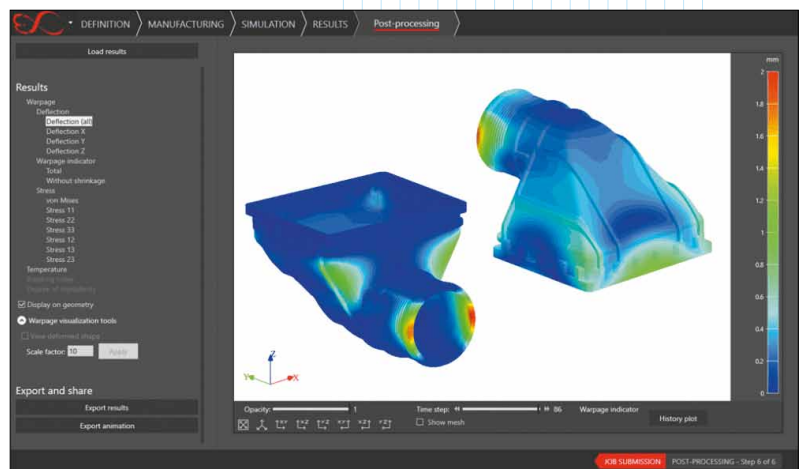 DEFINITION MANUFACTURING SIMULATION RESULTS Post-processing
Load results
Results
Warpage
Deflection
Deflection (all)
Deflection X
Deflection Y
Deflection Z
Warpage indicator
Total
Without shrinkage
Stress
von Mises
Stress 11
Stress 22
Stress 33
Stress 12
Stress 13
Stress 23
Temperature
Display on geometry
Warpage visualization tools
View deformed shape
Scale factor: 10 Apply
Export and share
Export results
Export animation
mm
2
1.8
1.6
1.4
1.2
1
0.8
0.6
0.4
0.2
0
Z
Y
X
Opacity: 1 Time step: 86 Warpage indicator
Show mesh
History plot
JOB SUBMISSION POST-PROCESSING - Step 6 of 6